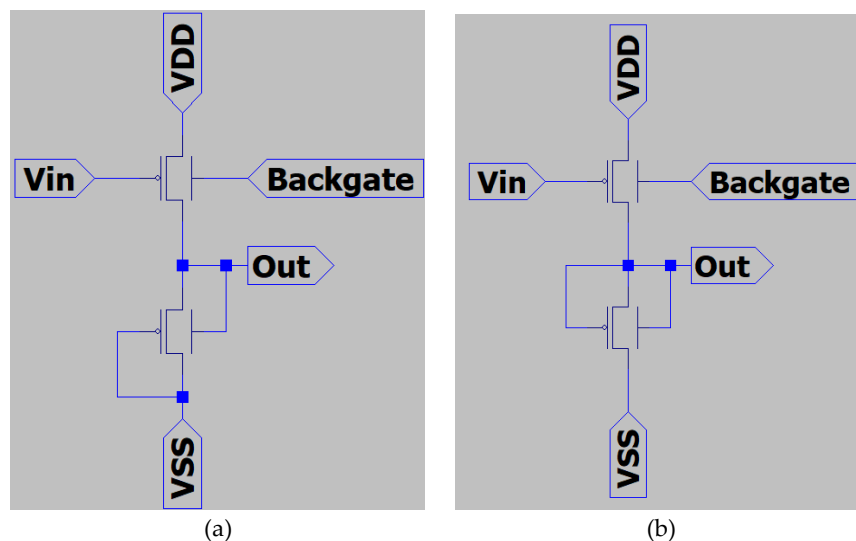 VDD
Vin
Backgate
Out
VSS
(a)
VDD
Vin
Backgate
Out
VSS
(b)